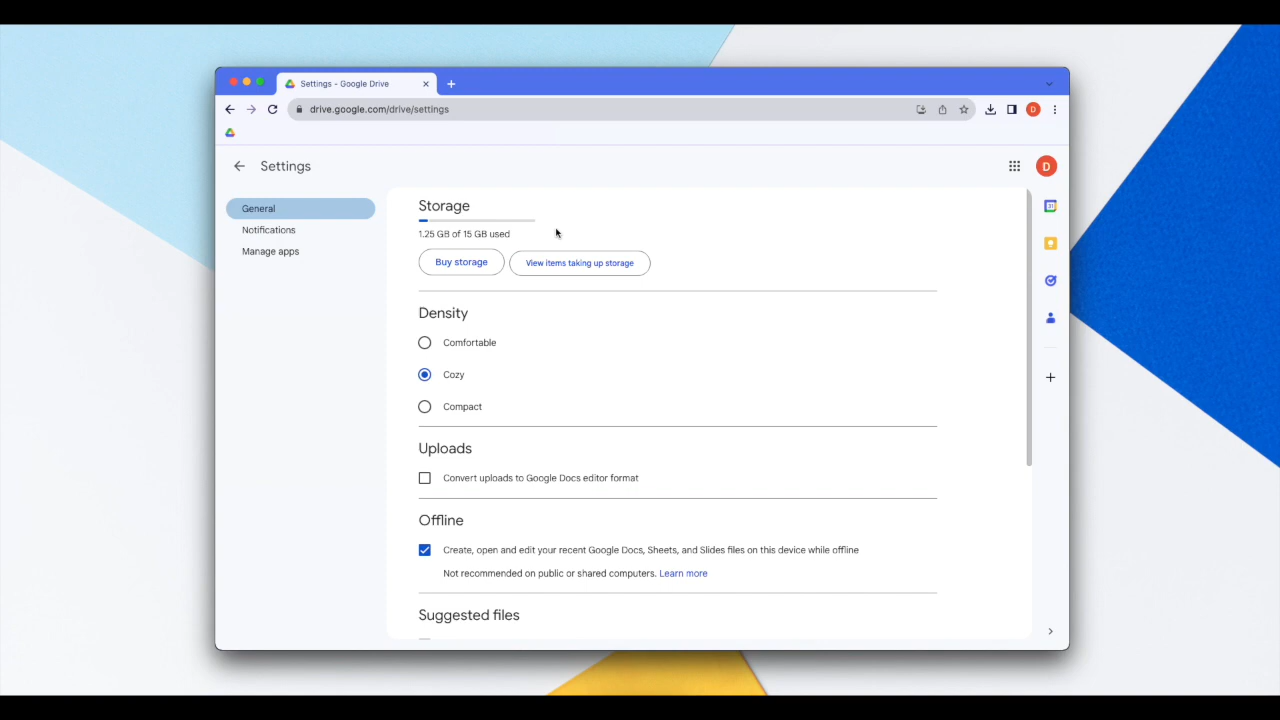 Settings - Google Drive
drive.google.com/drive/settings
D
Settings
D
General
Notifications
Manage apps
Storage
1.25 GB of 15 GB used
Buy storage
View items taking up storage
Density
Comfortable
Cozy
Compact
Uploads
Convert uploads to Google Docs editor format
Offline
Create, open and edit your recent Google Docs, Sheets, and Slides files on this device while offline
Not recommended on public or shared computers. Learn more
Suggested files